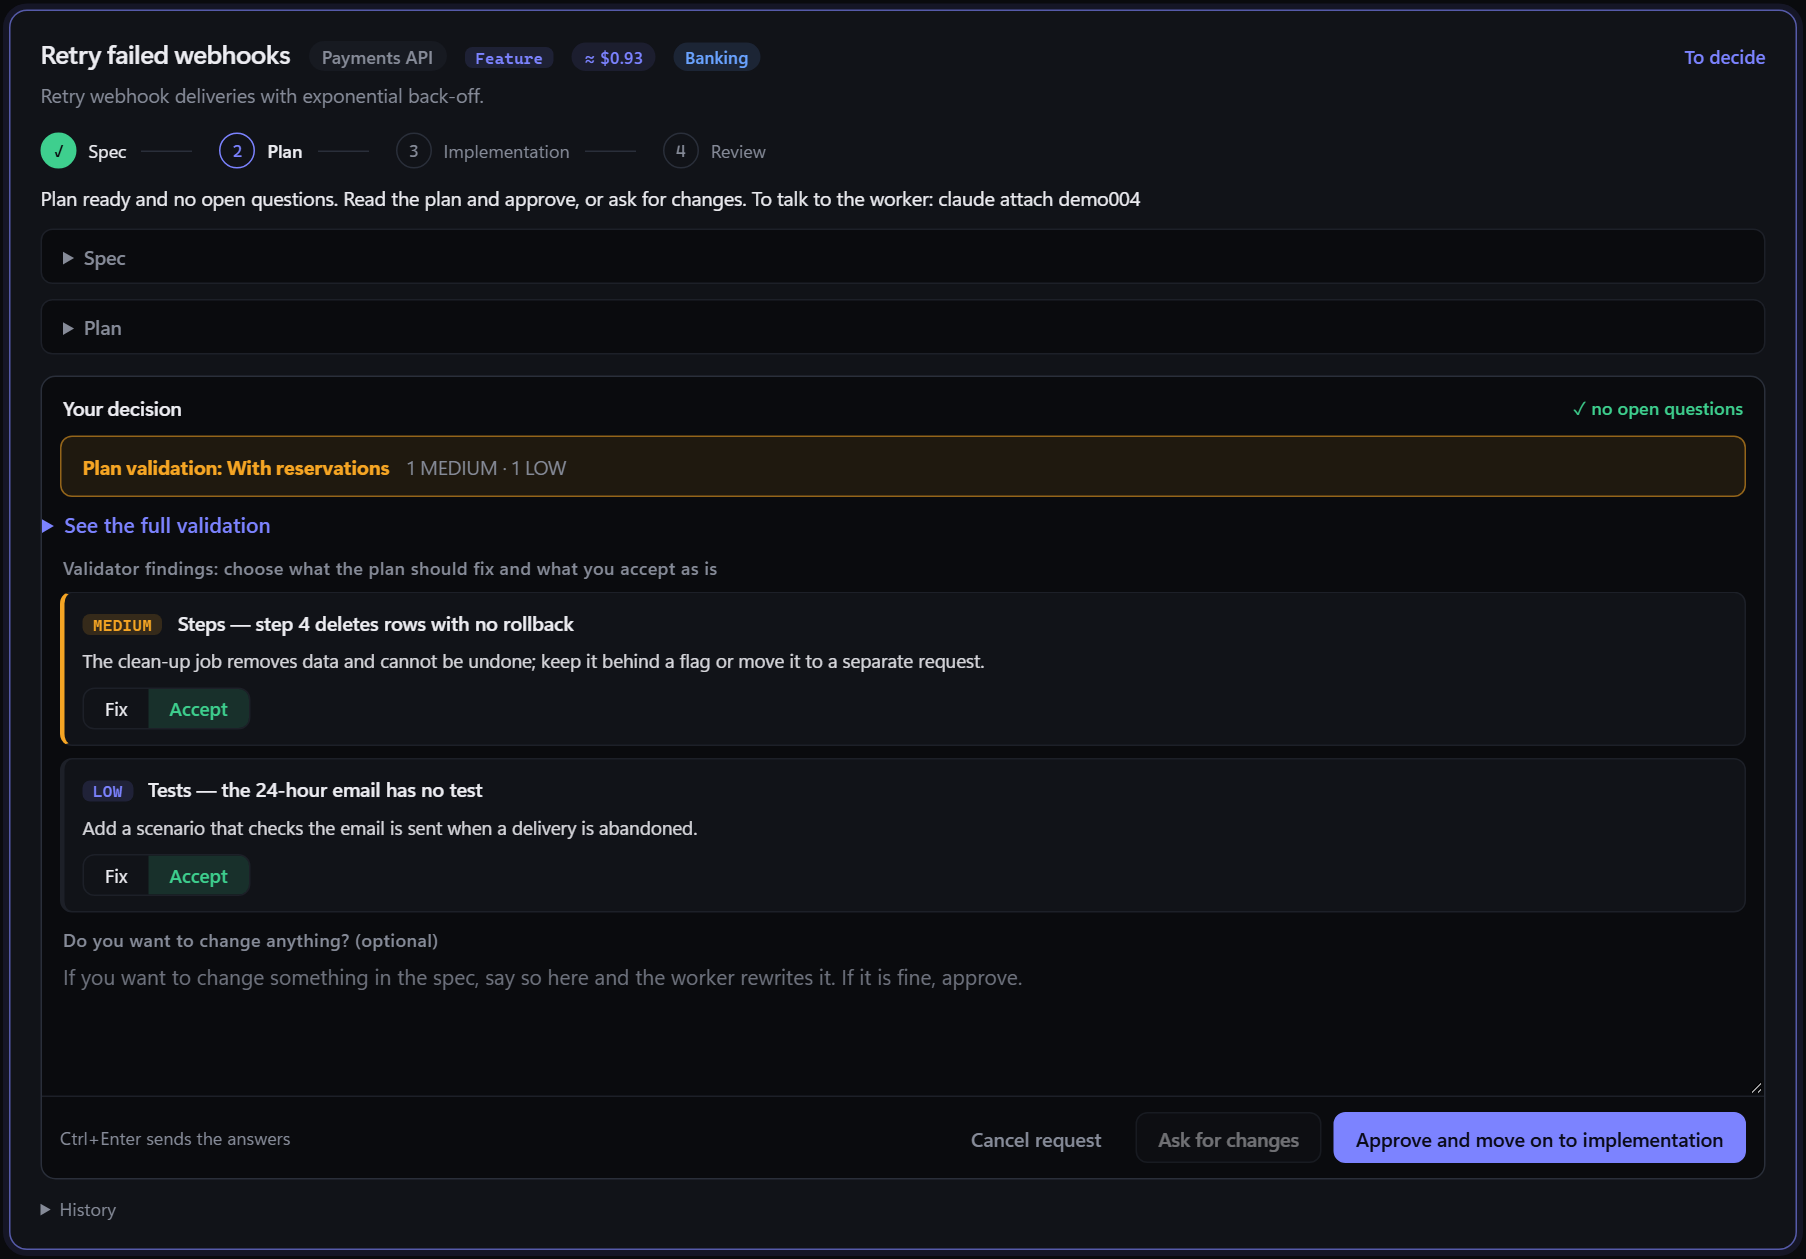 Retry failed webhooks Payments API Feature ≈ $0.93 Banking To decide
Retry webhook deliveries with exponential back-off.
✓ Spec 2 Plan 3 Implementation 4 Review
Plan ready and no open questions. Read the plan and approve, or ask for changes. To talk to the worker: claude attach demo004
▶ Spec
▶ Plan
Your decision ✓ no open questions
Plan validation: With reservations 1 MEDIUM · 1 LOW
▶ See the full validation
Validator findings: choose what the plan should fix and what you accept as is
MEDIUM Steps — step 4 deletes rows with no rollback
The clean-up job removes data and cannot be undone; keep it behind a flag or move it to a separate request.
Fix Accept
LOW Tests — the 24-hour email has no test
Add a scenario that checks the email is sent when a delivery is abandoned.
Fix Accept
Do you want to change anything? (optional)
If you want to change something in the spec, say so here and the worker rewrites it. If it is fine, approve.
Ctrl+Enter sends the answers Cancel request Ask for changes Approve and move on to implementation
▶ History